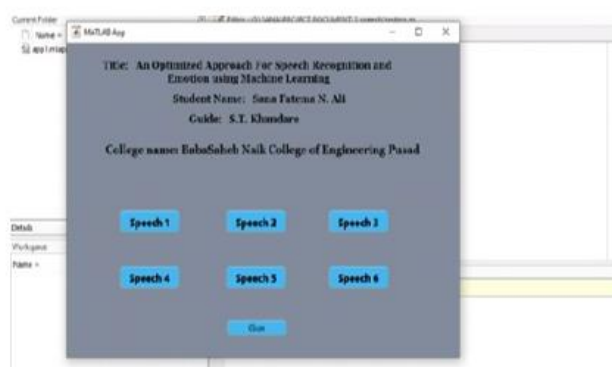 Current Folder
Name
MATLAB App
Title: An Optimized Approach For Speech Recognition and
Emotion using Machine Learning
Student Name: Sana Fatema N. Ali
Guide: S.T. Khandare
College name: BabaSaheb Naik College of Engineering Pusad
Speech 1 Speech 2 Speech 3
Details
Workspace
Name
Speech 4 Speech 5 Speech 6